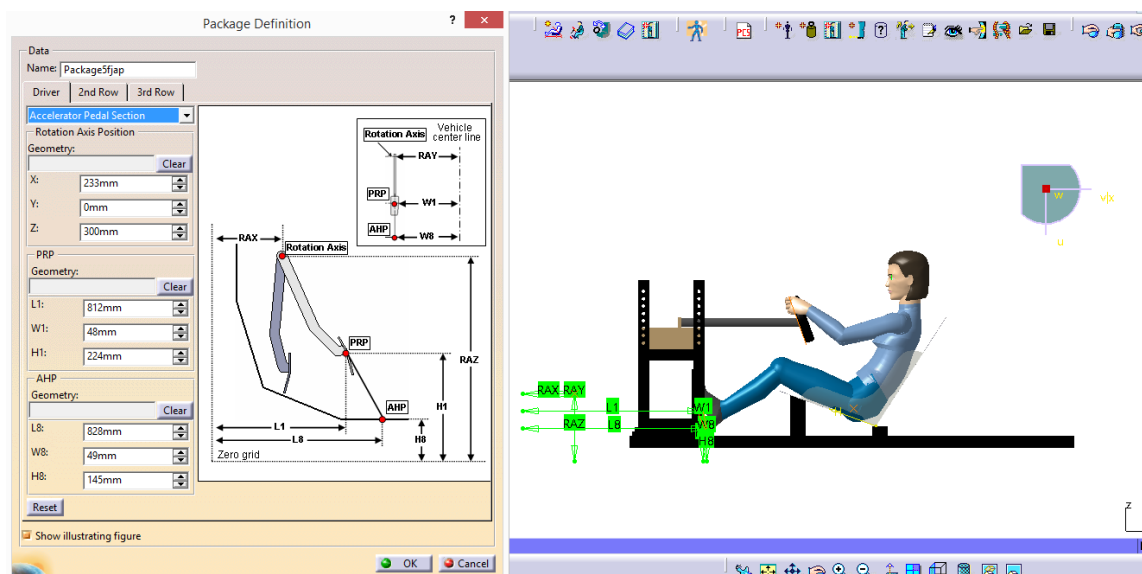 Package Definition
?
×
Data
Name: Package5fjap
Driver 2nd Row 3rd Row
Accelerator Pedal Section
Rotation Axis Position
Geometry:
Clear
X: 233mm
Y: 0mm
Z: 300mm
PRP
Geometry:
Clear
L1: 812mm
W1: 48mm
H1: 224mm
AHP
Geometry:
Clear
L8: 828mm
W8: 49mm
H8: 145mm
Reset
Show illustrating figure
OK Cancel
Rotation Axis
Vehicle
center line
RAY
PRP
W1
AHP
W8
RAX
Rotation Axis
PRP
RAZ
H1
AHP
L1
H8
L8
Zero grid
PCS
w
v|x
u
RAX RAY
L1 W1
RAZ L8 W8
H8
z